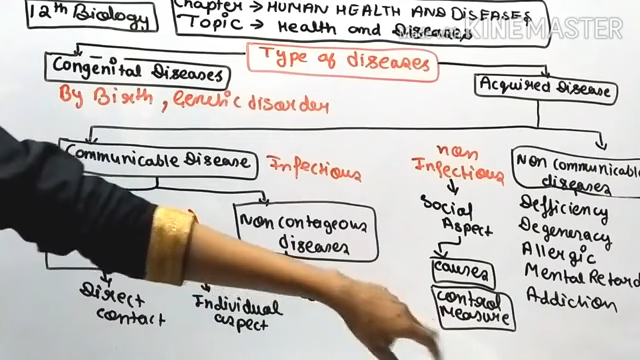 12th Biology
Chapter → HUMAN HEALTH AND DISEASES
Topic → Health and Diseases
KINEMASTER
Type of diseases
Congenital Diseases
Acquired Disease
By Birth, Genetic disorder
Communicable Disease
Infectious
non
Infectious
Non communicable
diseases
Non contageous
diseases
Social
Aspect
causes
control
measure
Defficiency
Degeneracy
Allergic
Mental Retard
Addiction
Direct
contact
Individual
aspect